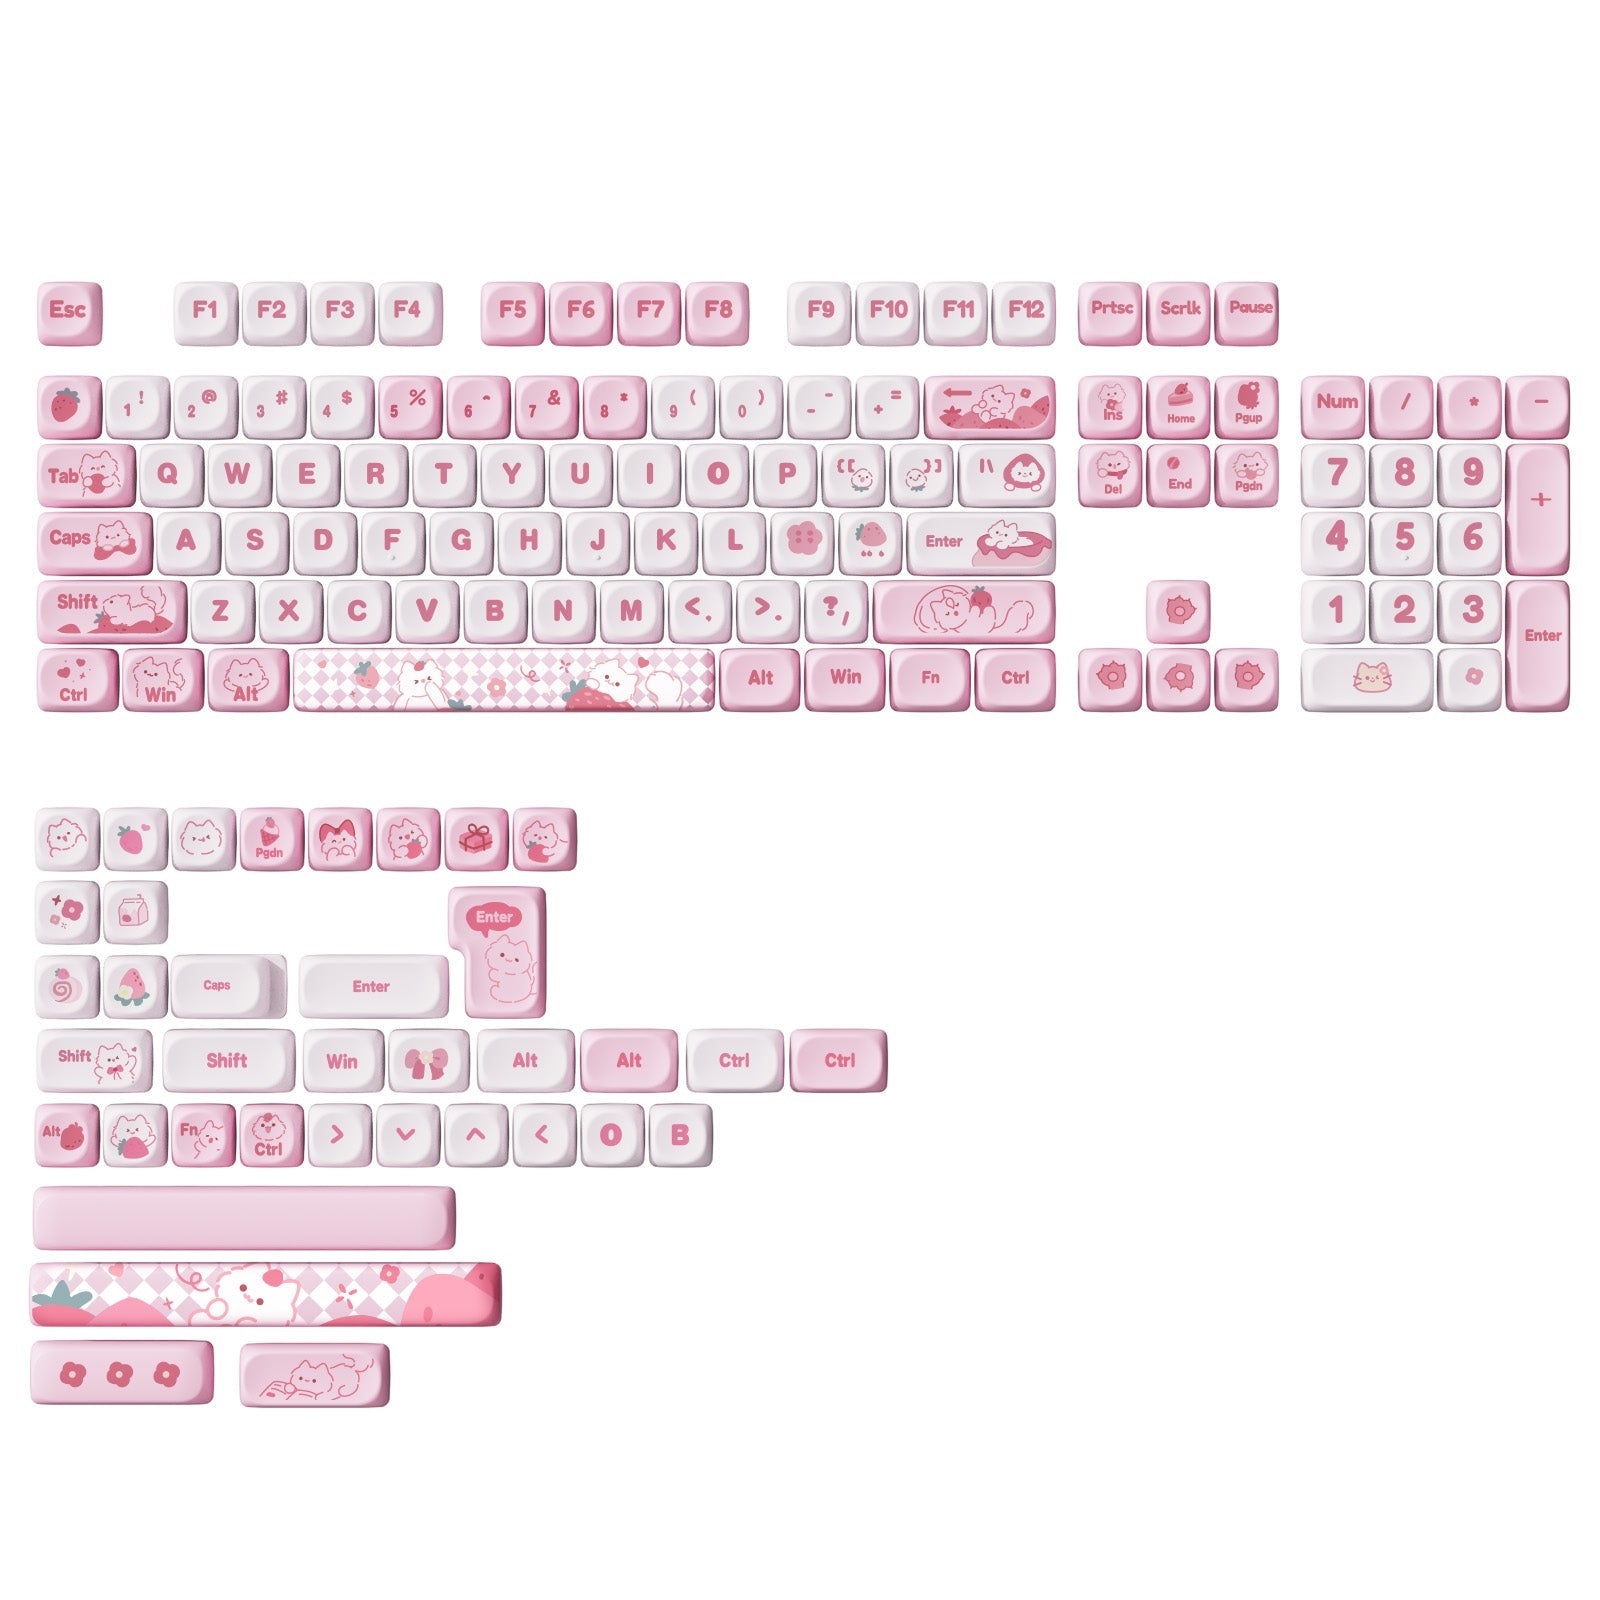 Esc F1 F2 F3 F4 F5 F6 F7 F8 F9 F10 F11 F12 Prtsc Scrlk Pause
1 ! 2 @ 3 # 4 $ 5 % 6 ^ 7 & 8 * 9 ( 0 ) - - + = ← Ins Home Pgup Num / * -
Tab Q W E R T Y U I O P {[ }] "\ Del End Pgdn 7 8 9 +
Caps A S D F G H J K L Enter 4 5 6
Shift Z X C V B N M <, >. ?/ 1 2 3 Enter
Ctrl Win Alt Alt Win Fn Ctrl
Pgdn
Enter
Caps Enter
Shift Shift Win Alt Alt Ctrl Ctrl
Alt Fn Ctrl > ⌄ ^ < O B